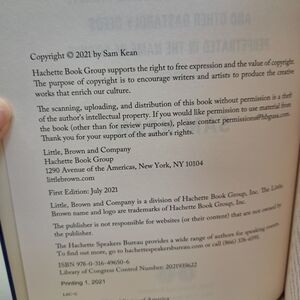 Copyright © 2021 by Sam Kean
Hachette Book Group supports the right to free expression and the value of copyright.
The purpose of copyright is to encourage writers and artists to produce the creative
works that enrich our culture.
The scanning, uploading, and distribution of this book without permission is a theft
of the author's intellectual property. If you would like permission to use material from
the book (other than for review purposes), please contact permissions@hbgusa.com.
Thank you for your support of the author's rights.
Little, Brown and Company
Hachette Book Group
1290 Avenue of the Americas, New York, NY 10104
littlebrown.com
First Edition: July 2021
Little, Brown and Company is a division of Hachette Book Group, Inc. The Little,
Brown name and logo are trademarks of Hachette Book Group, Inc.
The publisher is not responsible for websites (or their content) that are not owned by
the publisher.
The Hachette Speakers Bureau provides a wide range of authors for speaking events.
To find out more, go to hachettespeakersbureau.com or call (866) 376-6591.
ISBN 978-0-316-49650-6
Library of Congress Control Number: 2021939622
Printing 1, 2021
LSC-C
of America